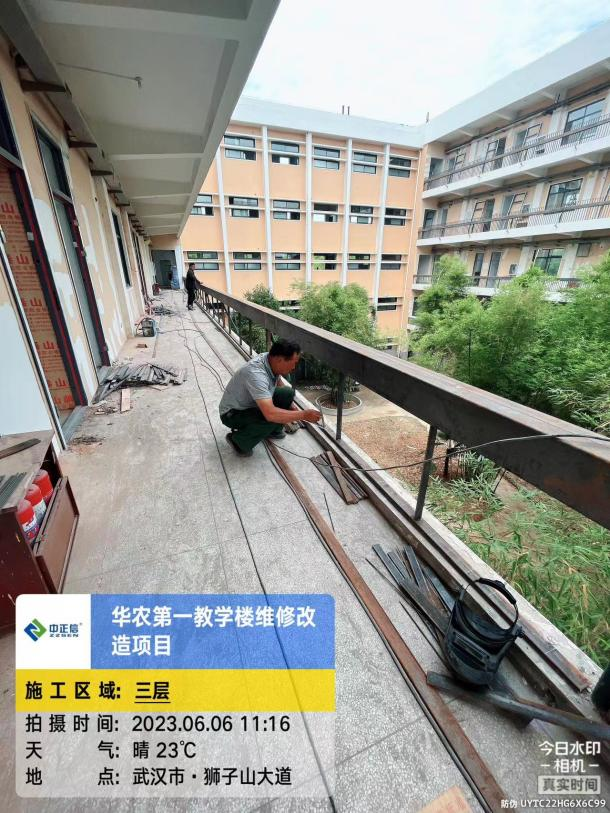 中正信
ZZSEN
华农第一教学楼维修改
造项目
施工区域: 三层
拍摄时间: 2023.06.06 11:16
天 气: 晴 23℃
地 点: 武汉市·狮子山大道
今日水印
相机
真实时间
防伪 UYTC22HG6X6C99